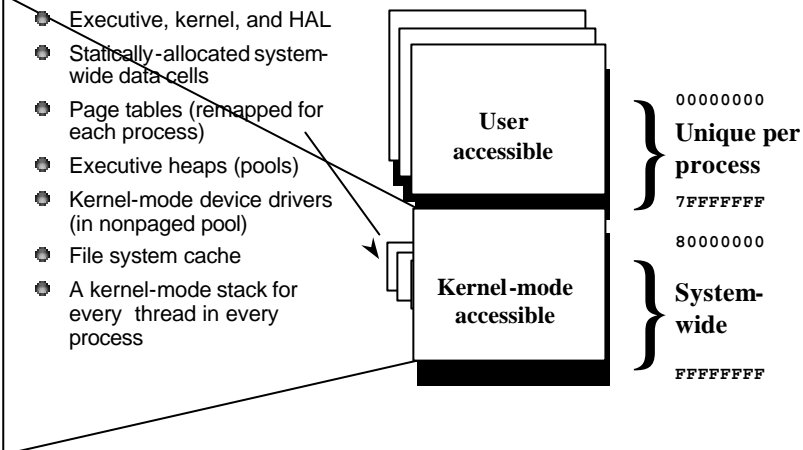 Executive, kernel, and HAL
Statically-allocated system-
wide data cells
Page tables (remapped for
each process)
Executive heaps (pools)
Kernel-mode device drivers
(in nonpaged pool)
File system cache
A kernel-mode stack for
every thread in every
process
User
accessible
Kernel-mode
accessible
00000000
Unique per
process
7FFFFFFF
80000000
System-
wide
FFFFFFFF